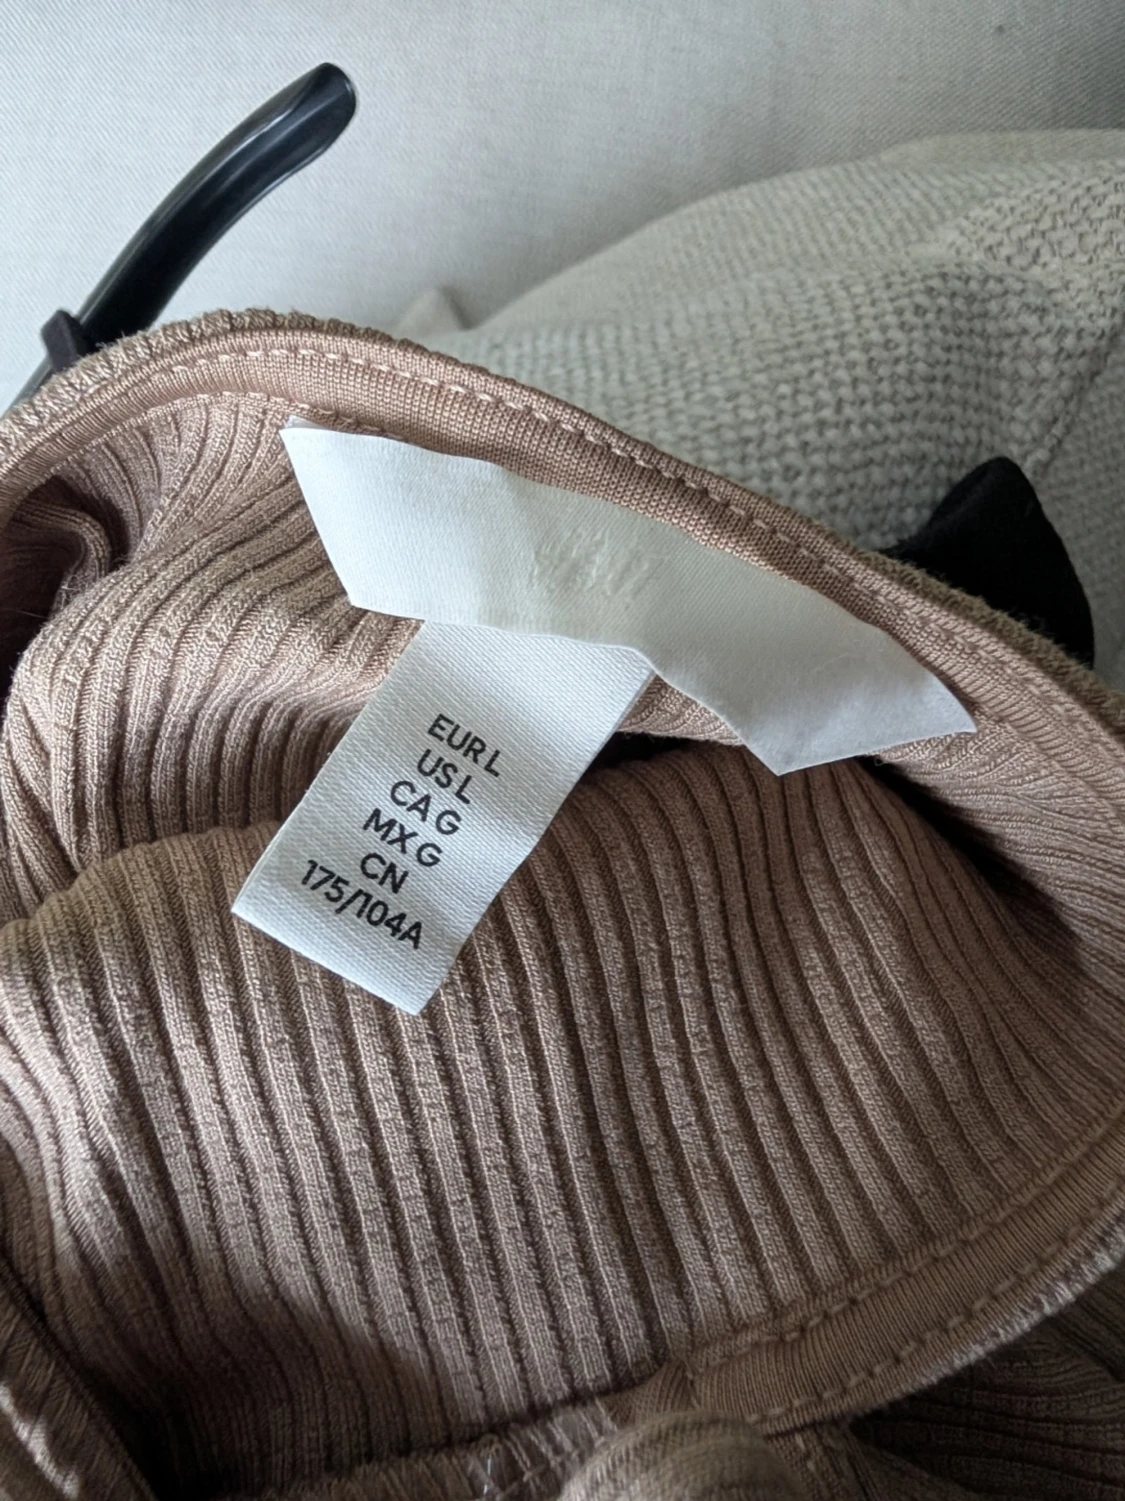 EUR L
US L
CA G
MX G
CN
175/104A